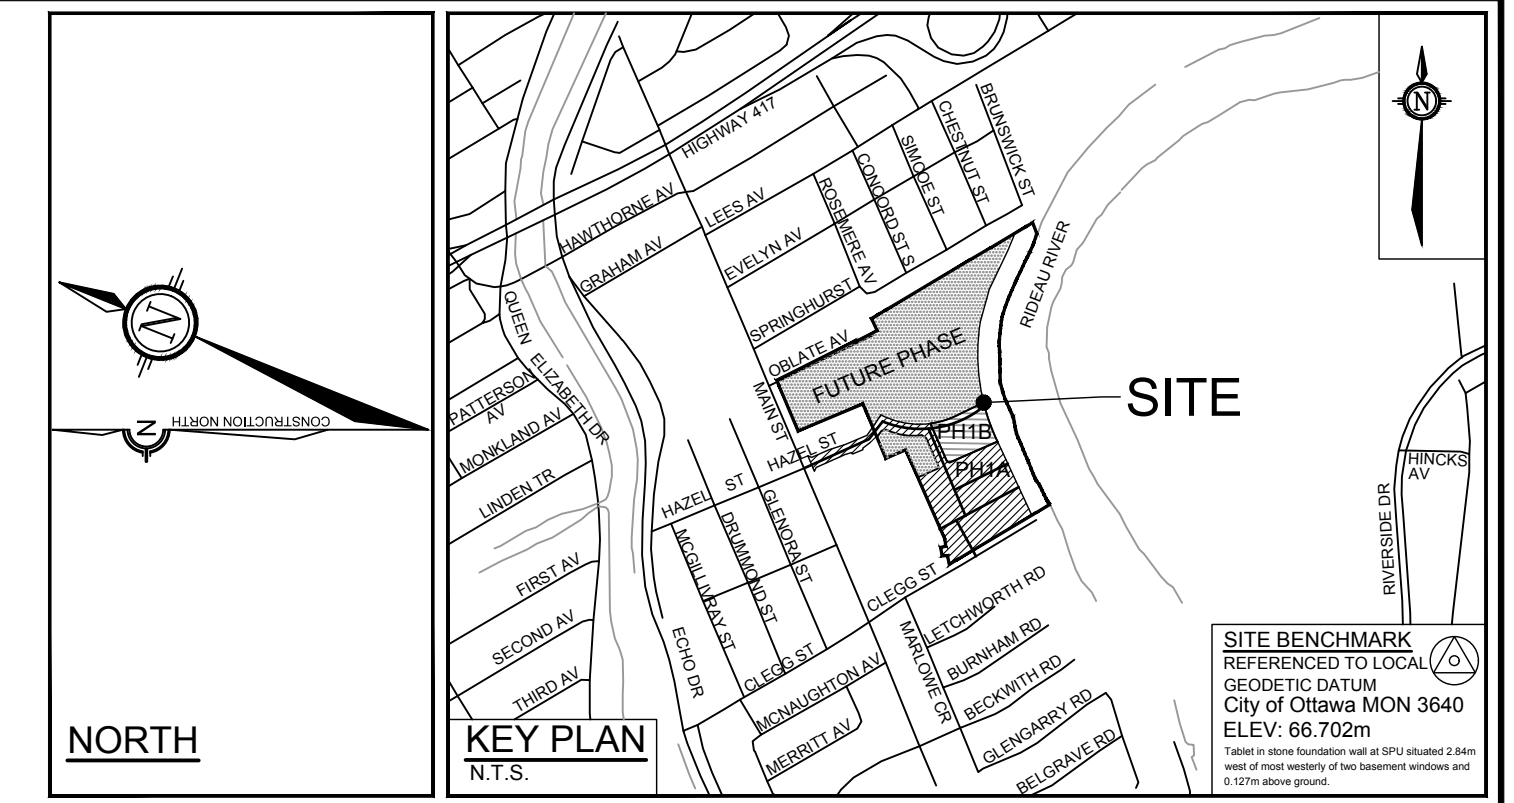 N
CONSTRUCTION NORTH
N
NORTH
HIGHWAY 417
BRUNSWICK ST
CHESTNUT ST
SIMCOE ST
CONCORD ST S
ROSEMERE AV
HAWTHORNE AV
LEES AV
GRAHAM AV
EVELYN AV
SPRINGHURST
OBLATE AV
RIDEAU RIVER
FUTURE PHASE
SITE
QUEEN ELIZABETH DR
PATTERSON
AV
MONKLAND AV
LINDEN TR
MAIN ST
HAZEL ST
HAZEL ST
PH1B
PH1A
GLENORA ST
DRUMMOND ST
MCGILLIVRAY ST
FIRST AV
SECOND AV
THIRD AV
ECHO DR
CLEGG ST
CLEGG ST
MCNAUGHTON AV
MERRITT AV
MARLOWE CR
LETCHWORTH RD
BURNHAM RD
BECKWITH RD
GLENGARRY RD
BELGRAVE RD
HINCKS
AV
RIVERSIDE DR
N
KEY PLAN
N.T.S.
SITE BENCHMARK
REFERENCED TO LOCAL
GEODETIC DATUM
City of Ottawa MON 3640
ELEV: 66.702m
Tablet in stone foundation wall at SPU situated 2.84m
west of most westerly of two basement windows and
0.127m above ground.